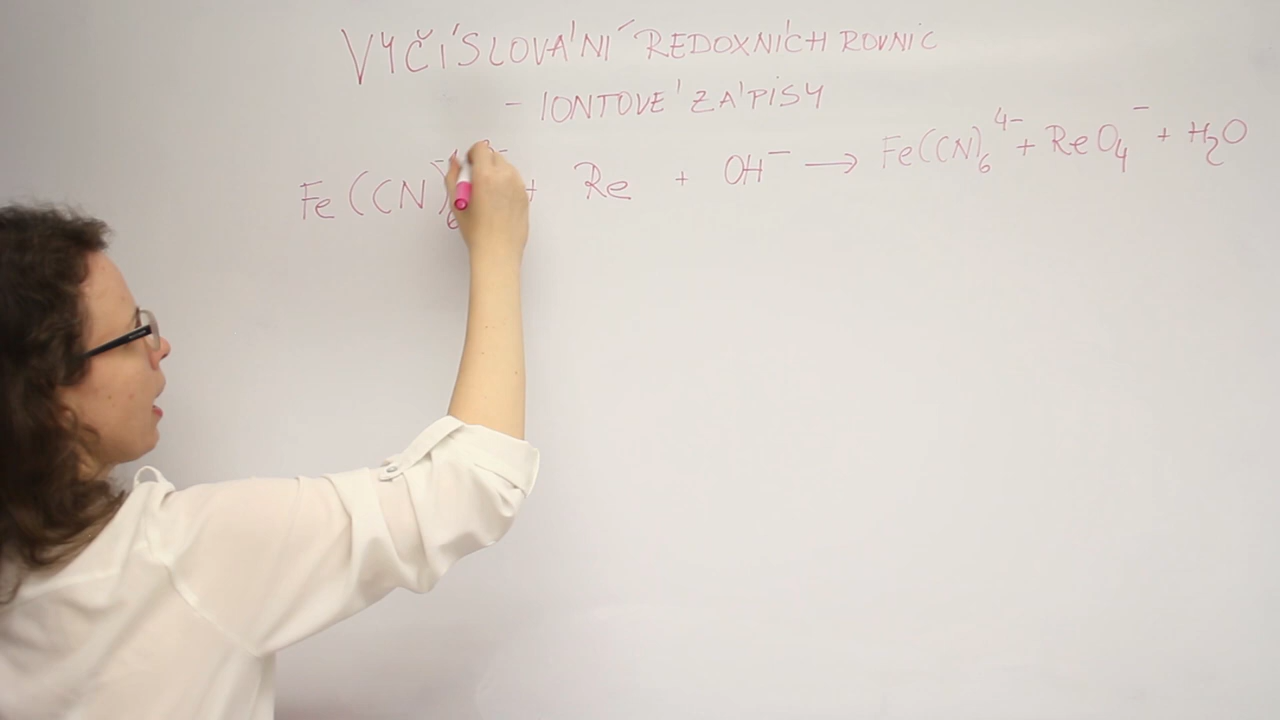 VYČÍSLOVÁNÍ REDOXNÍCH ROVNIC
- IONTOVÉ ZÁPISY
Fe(CN)6 + Re + OH⁻ → Fe(CN)₆⁴⁻ + ReO₄⁻ + H₂O